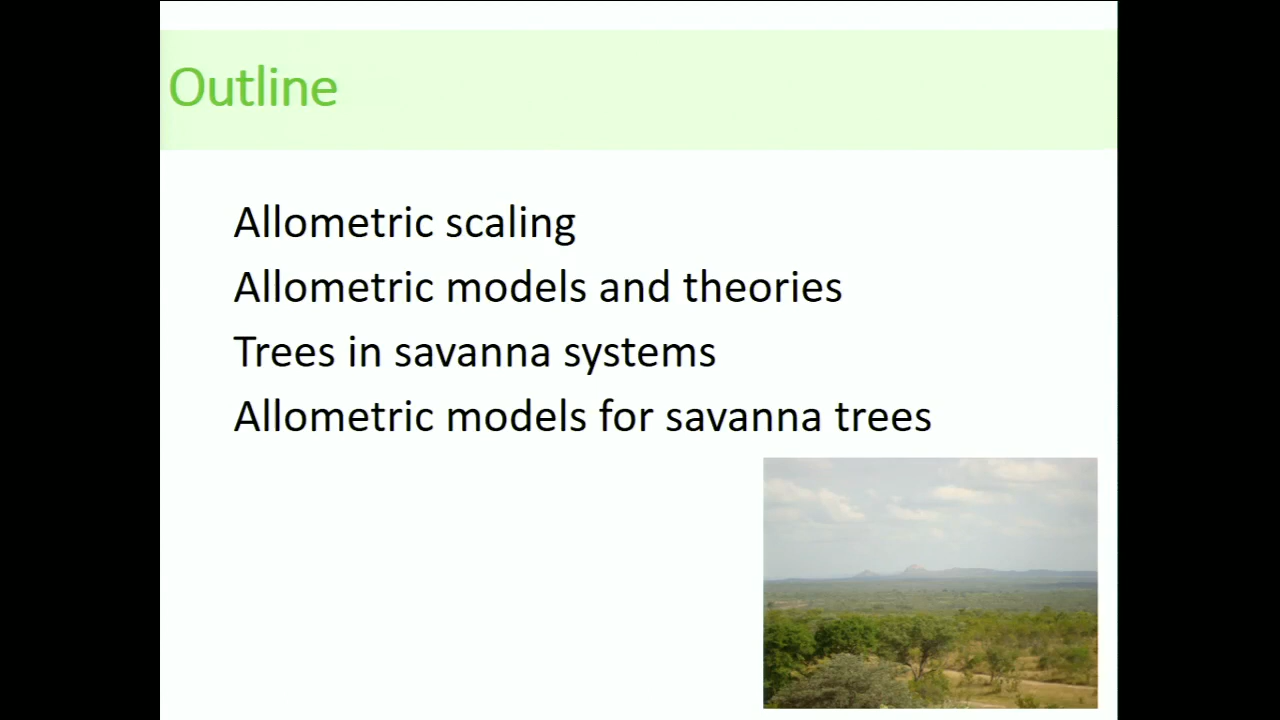 Outline
Allometric scaling
Allometric models and theories
Trees in savanna systems
Allometric models for savanna trees